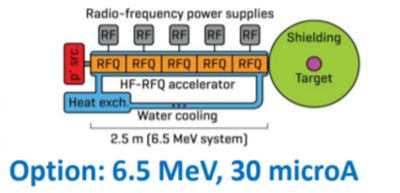 Radio-frequency power supplies
RF RF RF RF RF
Shielding
p⁺ src.
RFQ RFQ RFQ RFQ RFQ
Target
HF-RFQ accelerator
Heat exch.
Water cooling
2.5 m (6.5 MeV system)
Option: 6.5 MeV, 30 microA